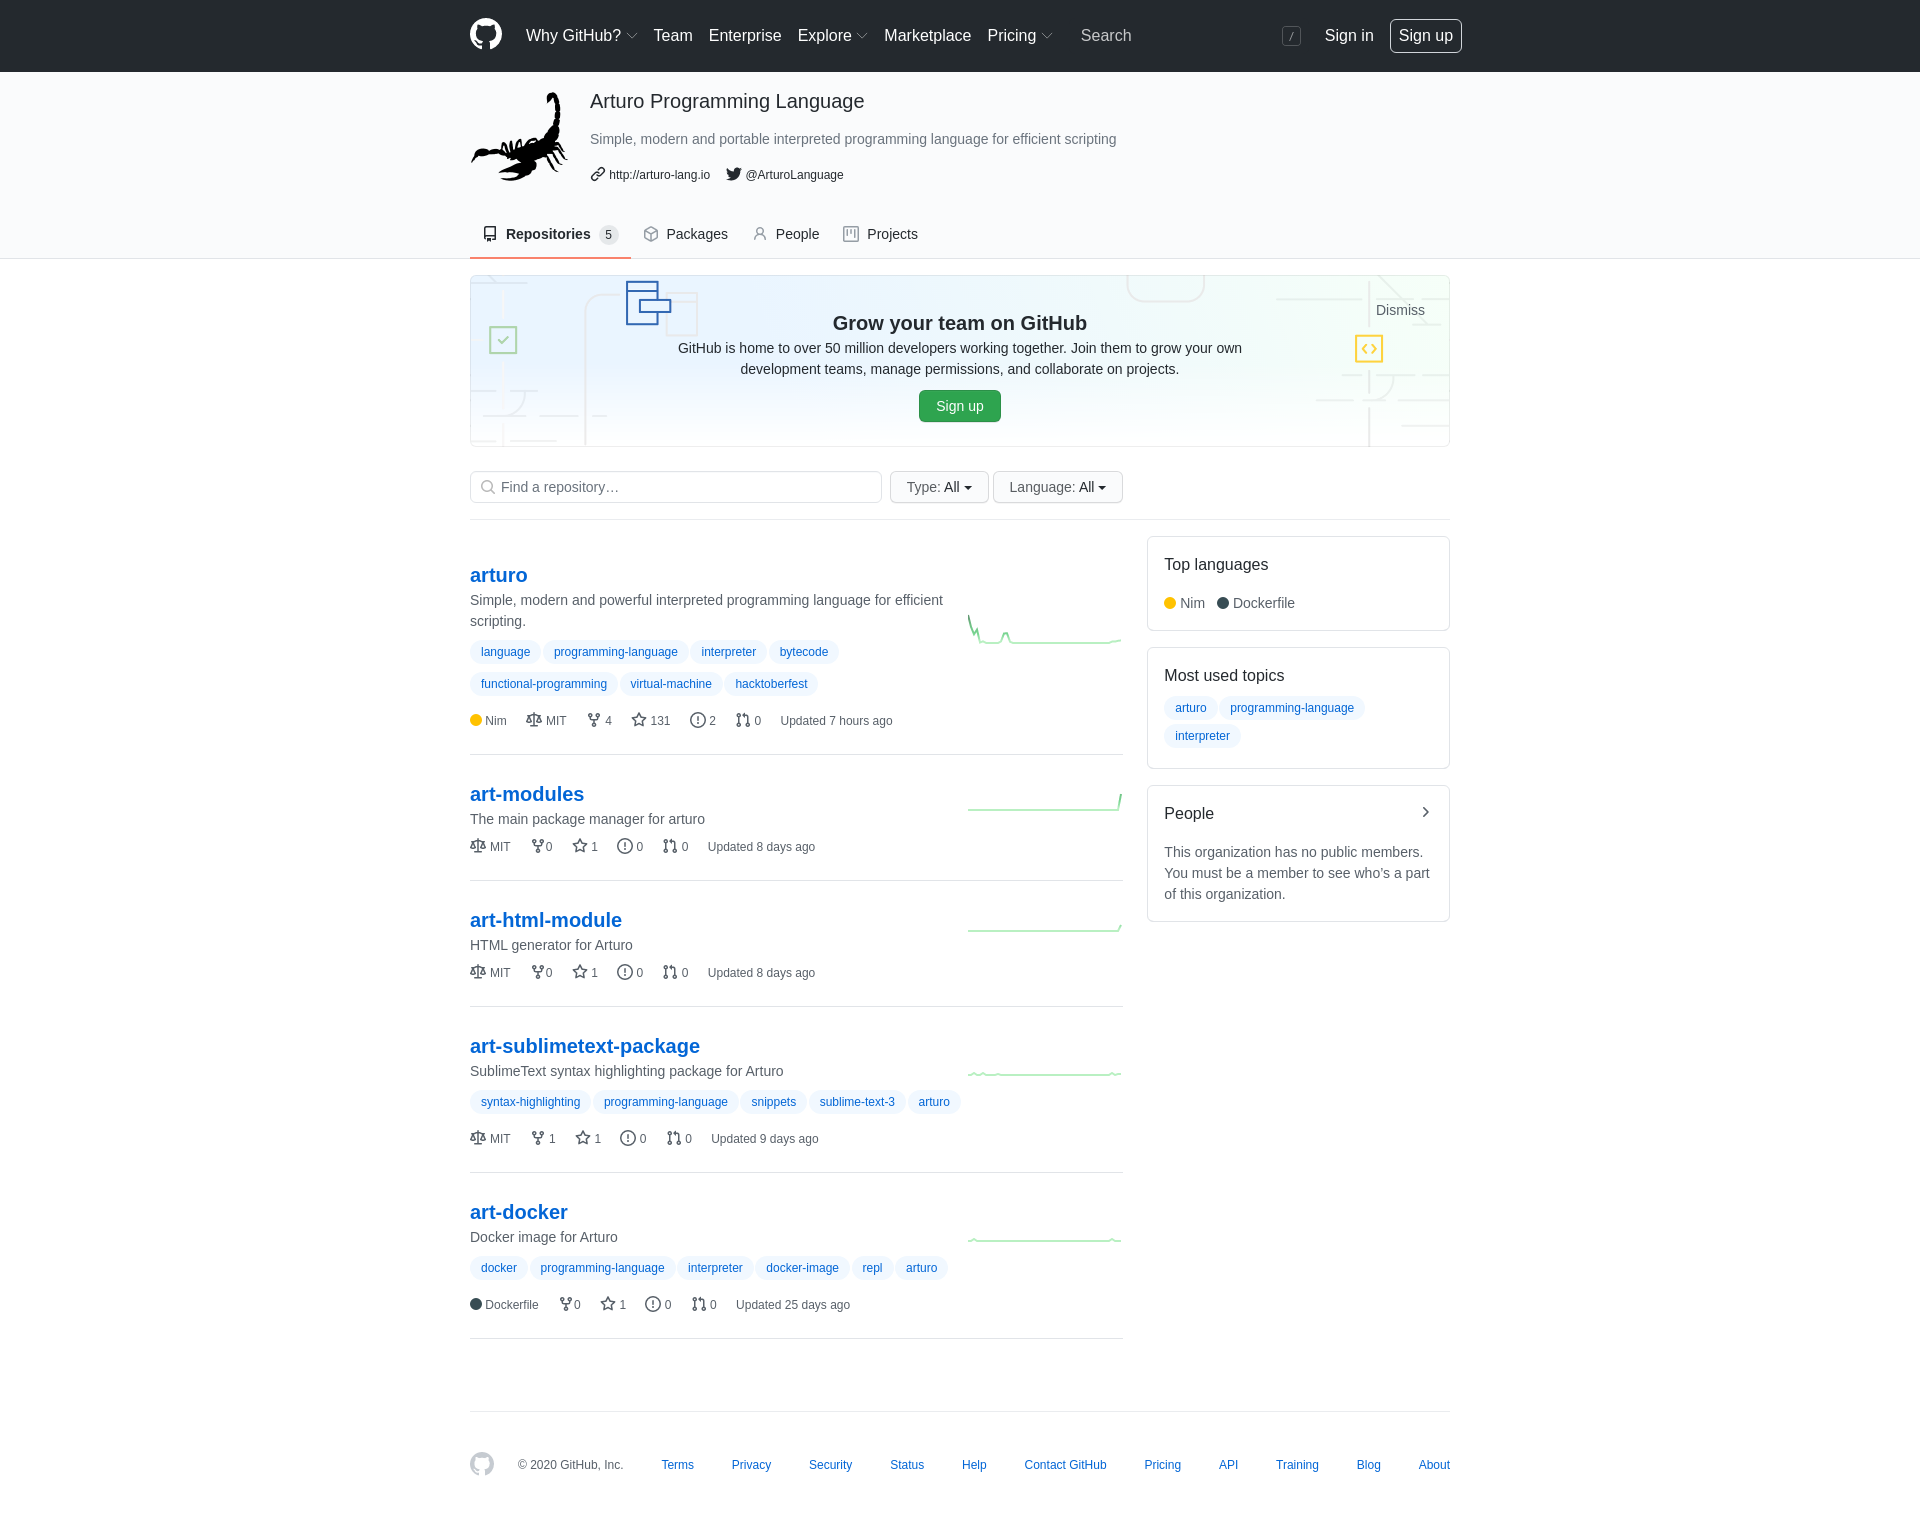 Why GitHub? Team Enterprise Explore Marketplace Pricing Search / Sign in Sign up
Arturo Programming Language
Simple, modern and portable interpreted programming language for efficient scripting
http://arturo-lang.io @ArturoLanguage
Repositories 5 Packages People Projects
Dismiss
Grow your team on GitHub
GitHub is home to over 50 million developers working together. Join them to grow your own
development teams, manage permissions, and collaborate on projects.
Sign up
Find a repository… Type: All Language: All
arturo
Simple, modern and powerful interpreted programming language for efficient
scripting.
language programming-language interpreter bytecode
functional-programming virtual-machine hacktoberfest
Nim MIT 4 131 2 0 Updated 7 hours ago
art-modules
The main package manager for arturo
MIT 0 1 0 0 Updated 8 days ago
art-html-module
HTML generator for Arturo
MIT 0 1 0 0 Updated 8 days ago
art-sublimetext-package
SublimeText syntax highlighting package for Arturo
syntax-highlighting programming-language snippets sublime-text-3 arturo
MIT 1 1 0 0 Updated 9 days ago
art-docker
Docker image for Arturo
docker programming-language interpreter docker-image repl arturo
Dockerfile 0 1 0 0 Updated 25 days ago
Top languages
Nim Dockerfile
Most used topics
arturo programming-language
interpreter
People
This organization has no public members.
You must be a member to see who’s a part
of this organization.
© 2020 GitHub, Inc. Terms Privacy Security Status Help Contact GitHub Pricing API Training Blog About